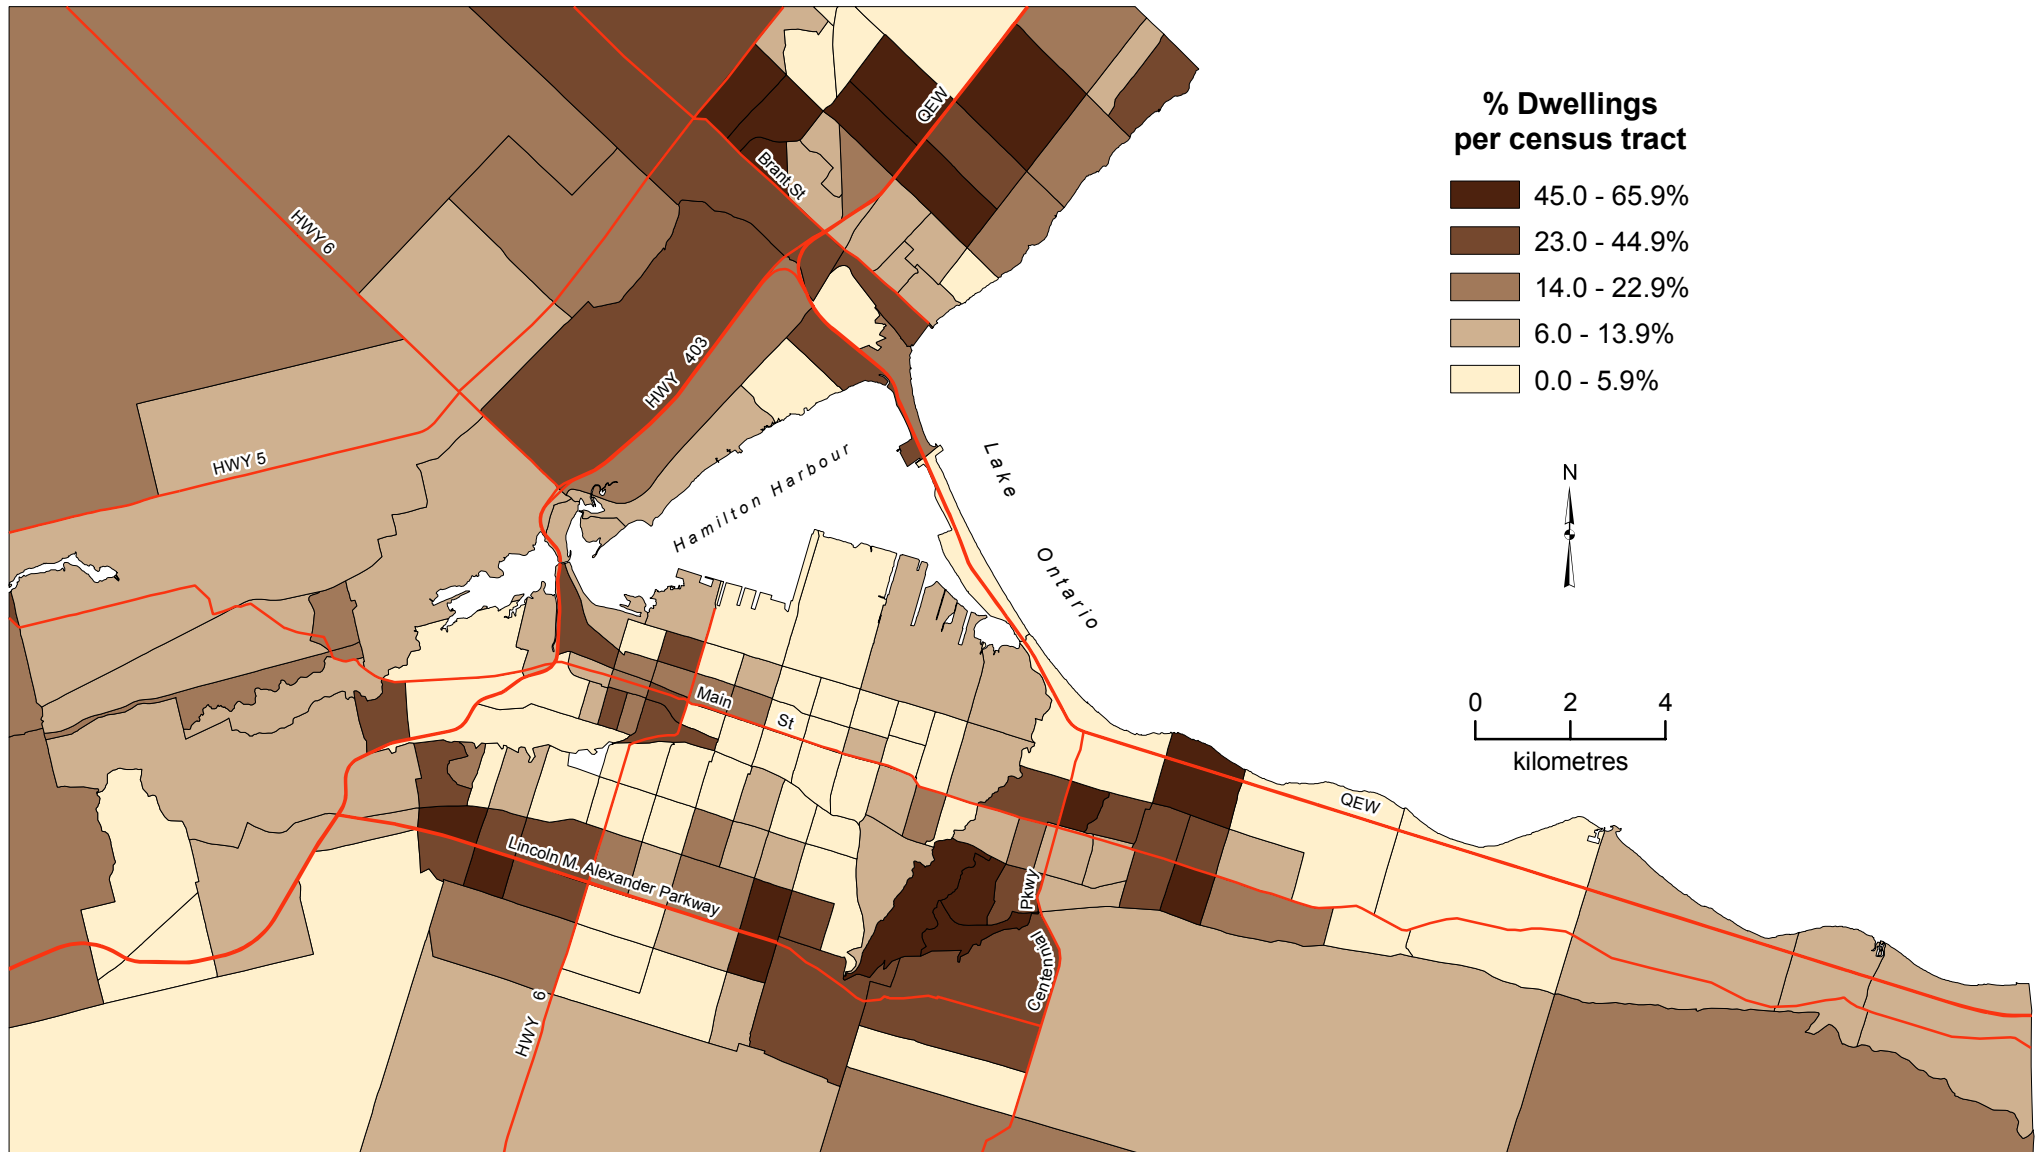 % Dwellings
per census tract
45.0 - 65.9%
23.0 - 44.9%
14.0 - 22.9%
6.0 - 13.9%
0.0 - 5.9%
QEW
Brant St
HWY 6
HWY 403
HWY 5
Hamilton Harbour
Lake
Ontario
N
0 2 4
kilometres
Main St
QEW
Lincoln M. Alexander Parkway
Centennial Pkwy
HWY 6